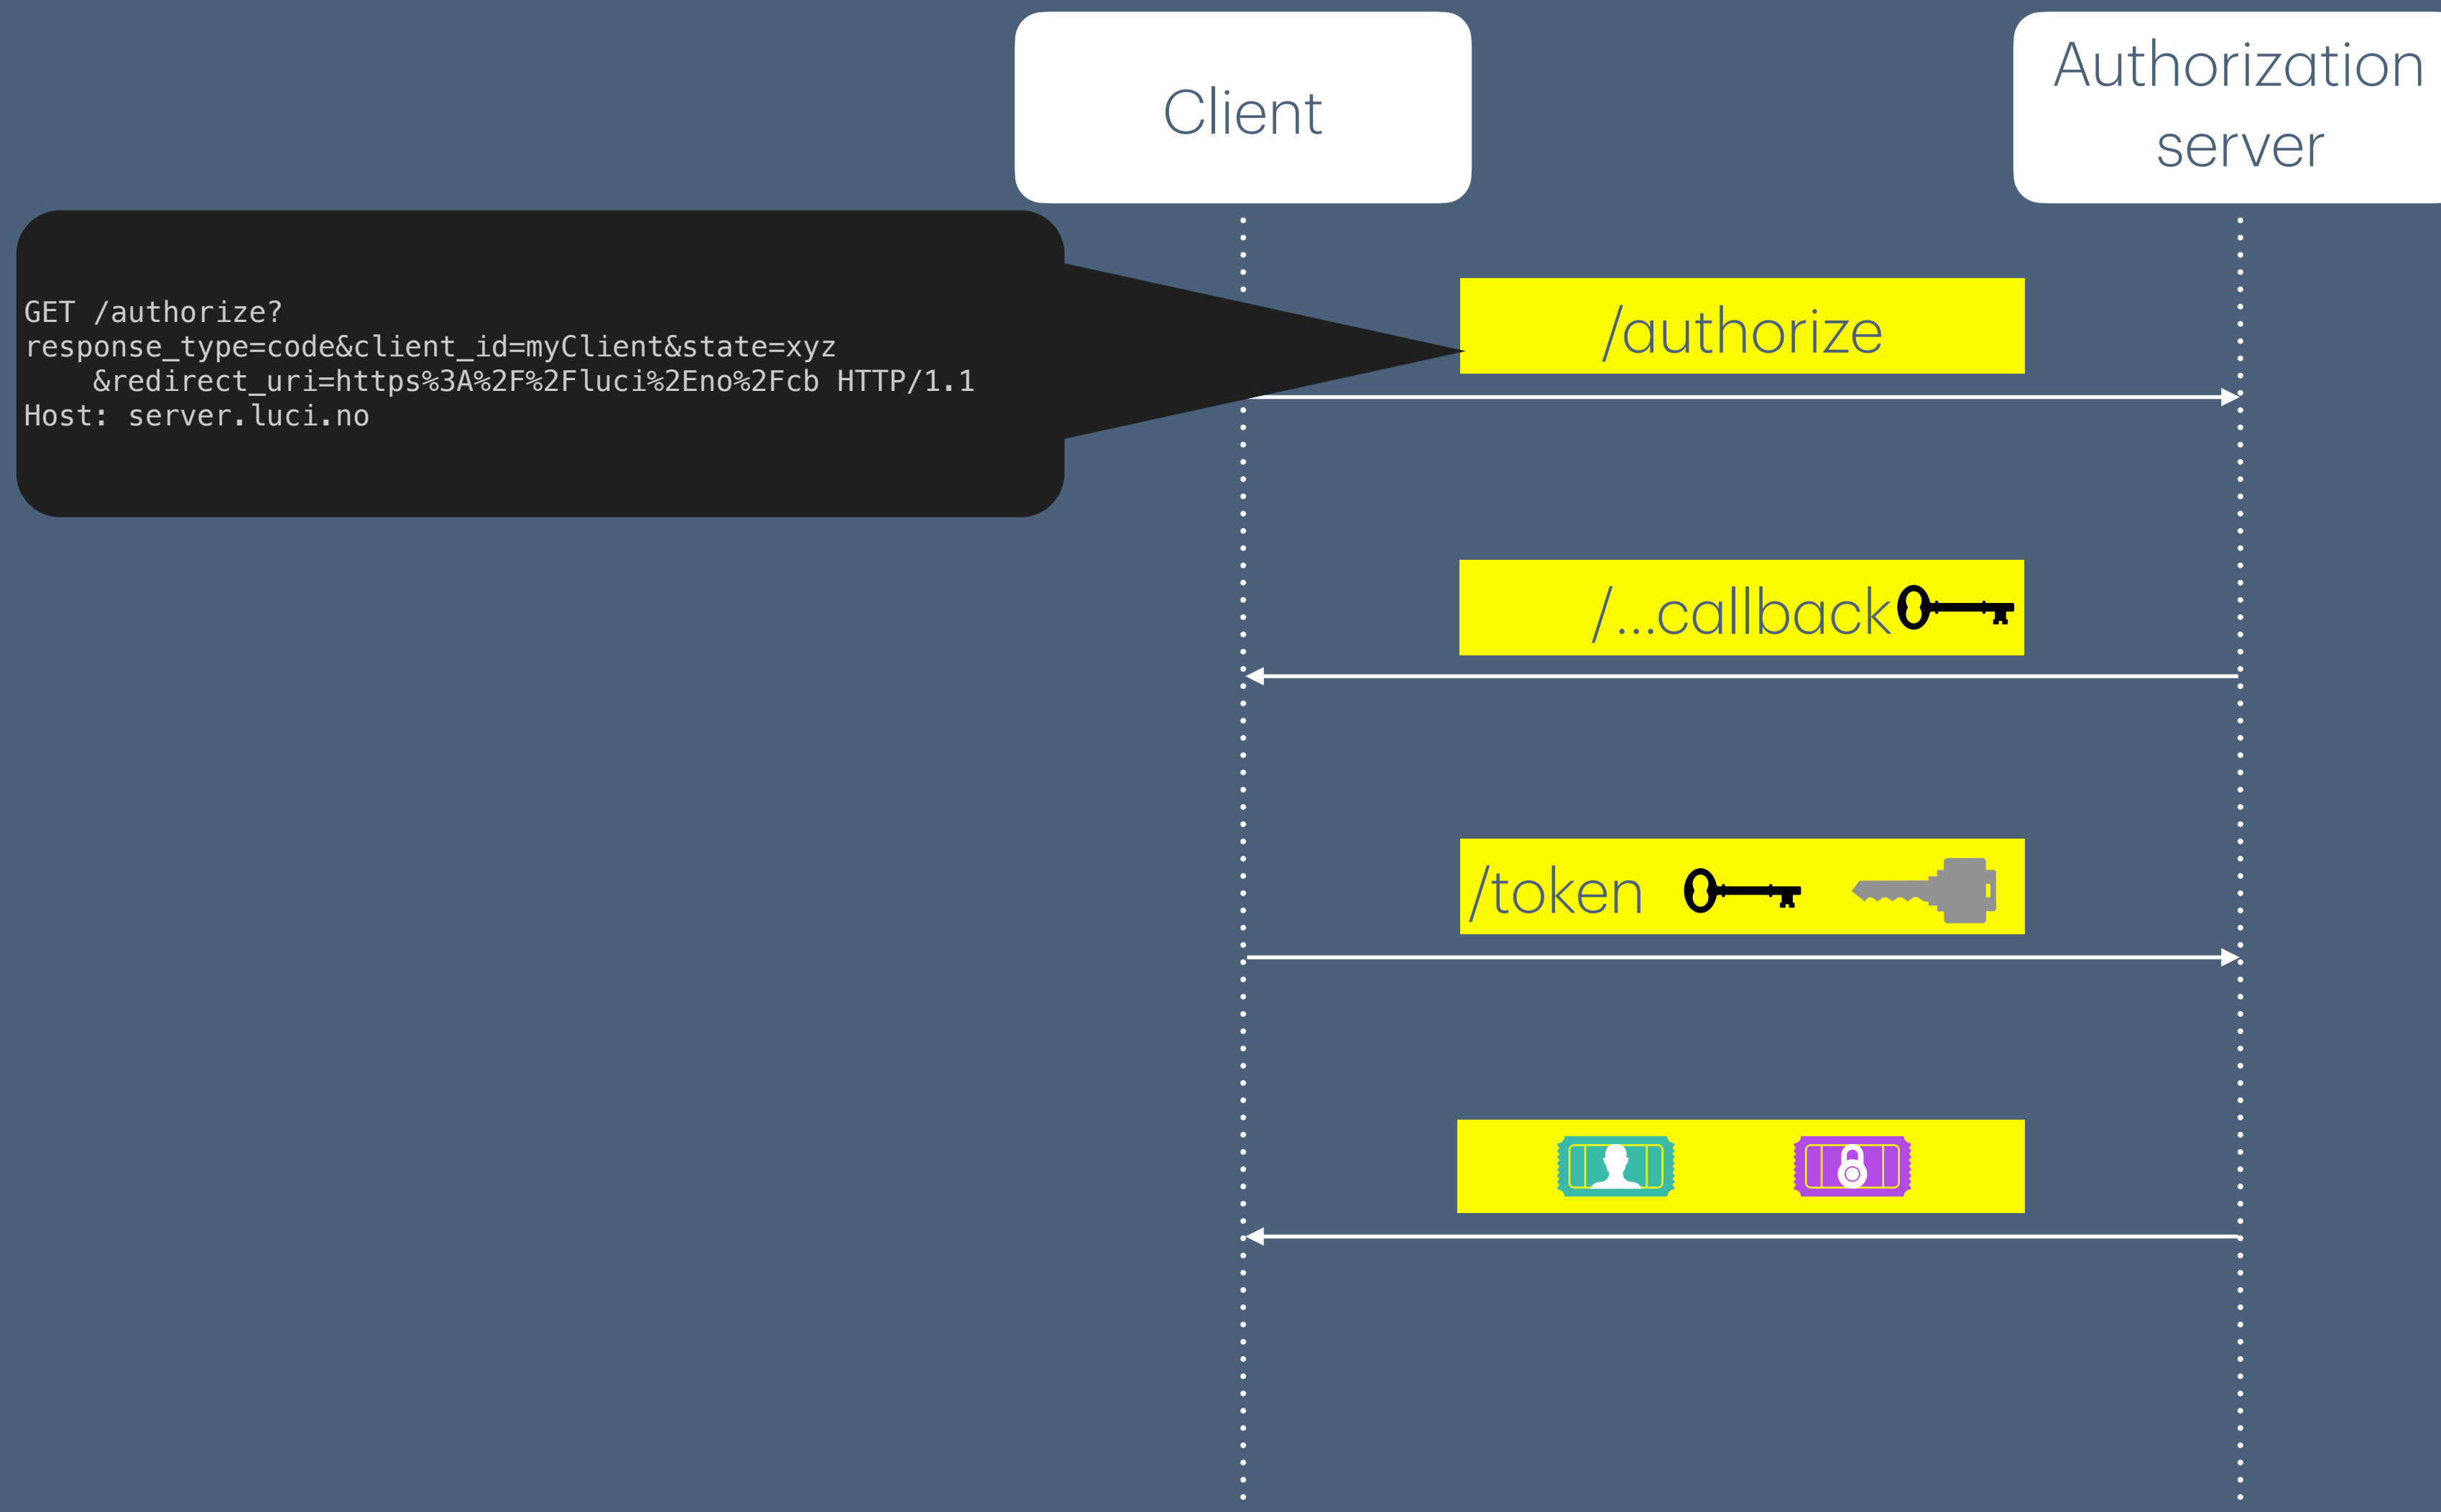 Client
Authorization
server
GET /authorize?
response_type=code&client_id=myClient&state=xyz
    &redirect_uri=https%3A%2F%2Fluci%2Eno%2Fcb HTTP/1.1
Host: server.luci.no
/authorize
/...callback
/token